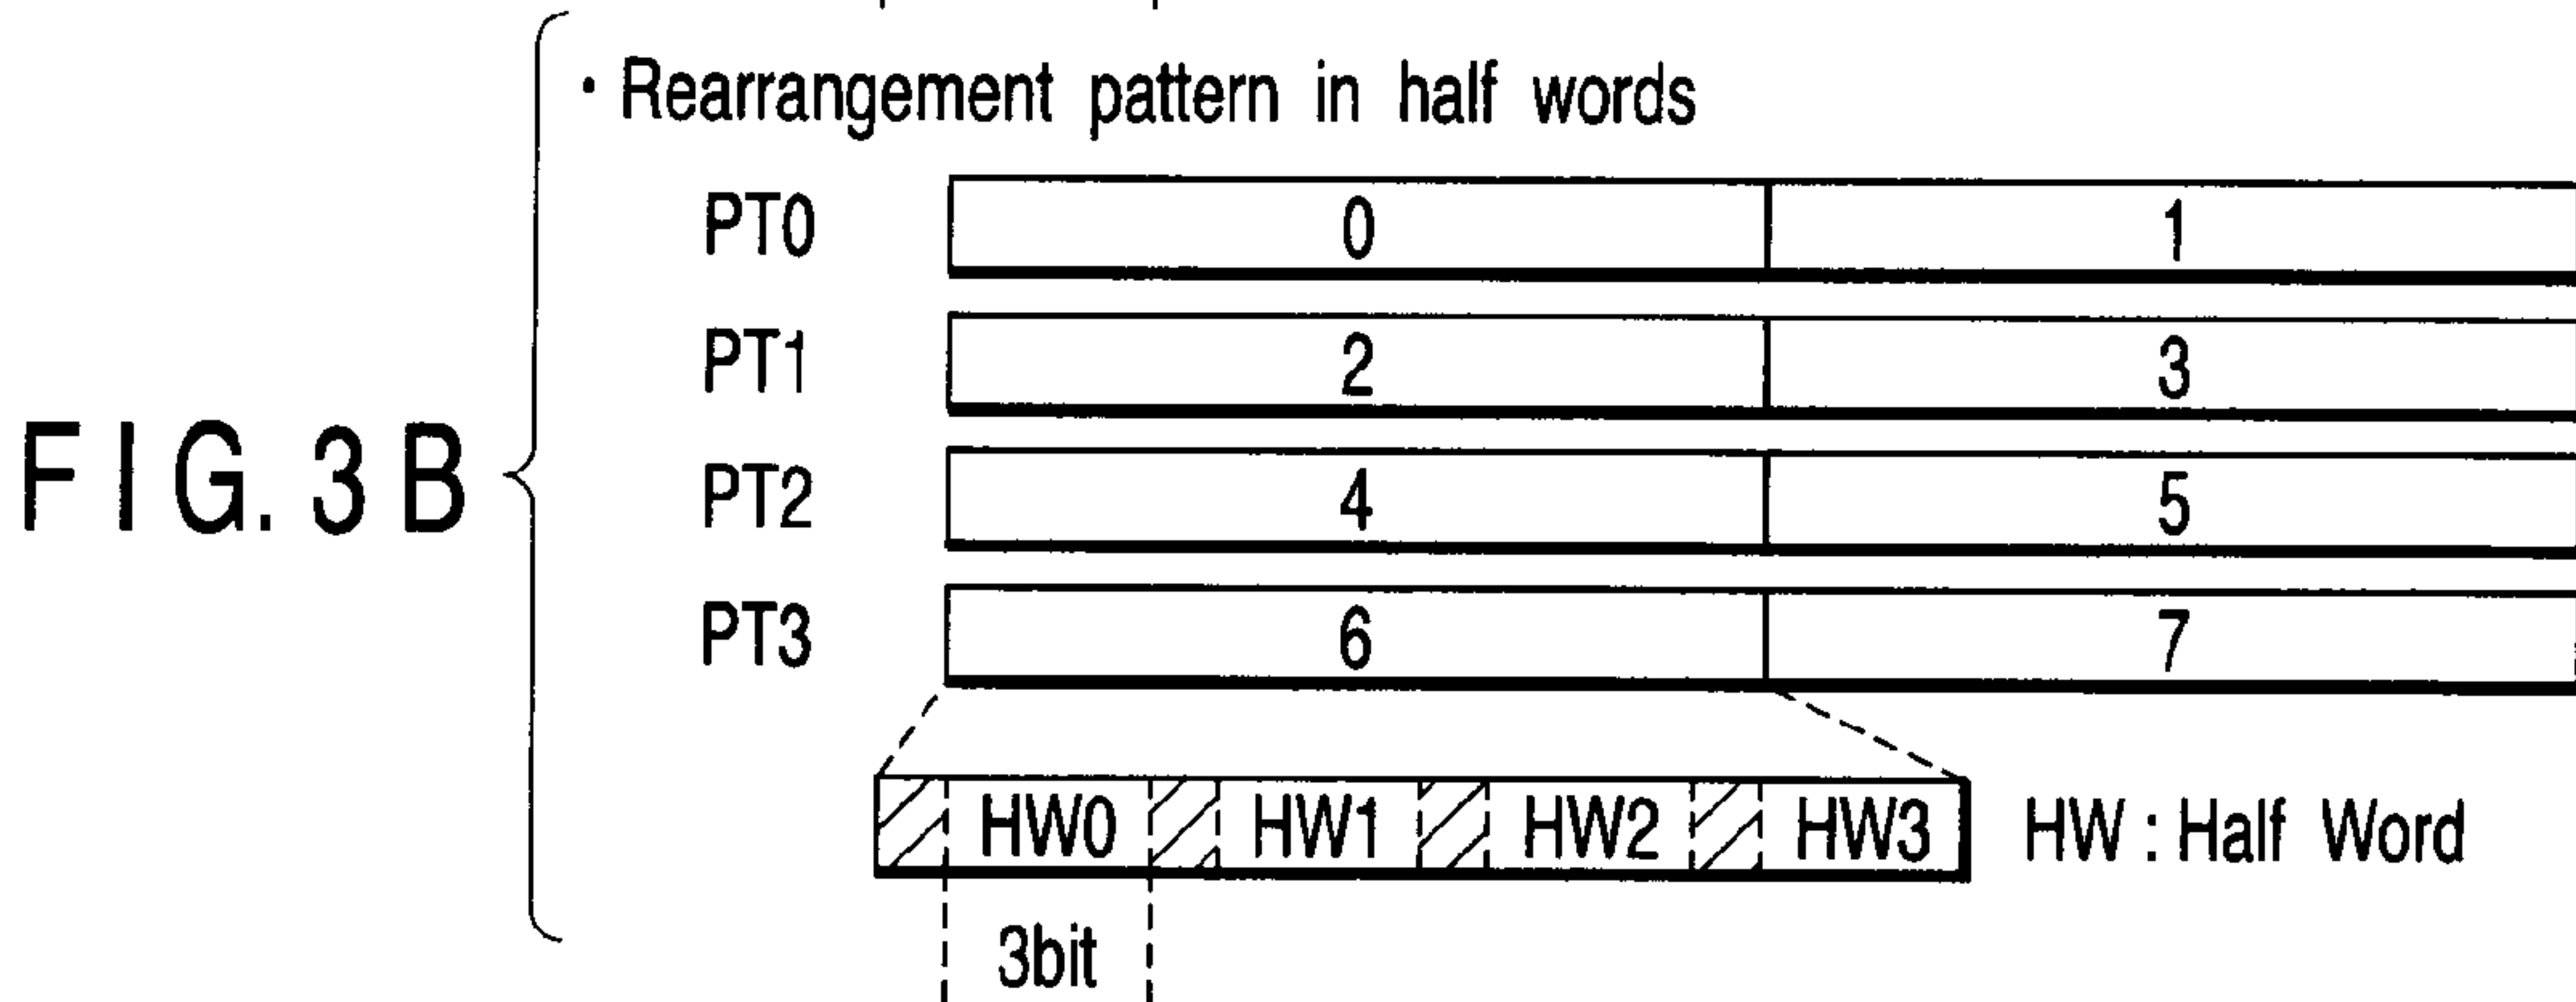 · Rearrangement pattern in half words
PT0 0 1
PT1 2 3
FIG. 3B
PT2 4 5
PT3 6 7
HW0 HW1 HW2 HW3 HW : Half Word
3bit